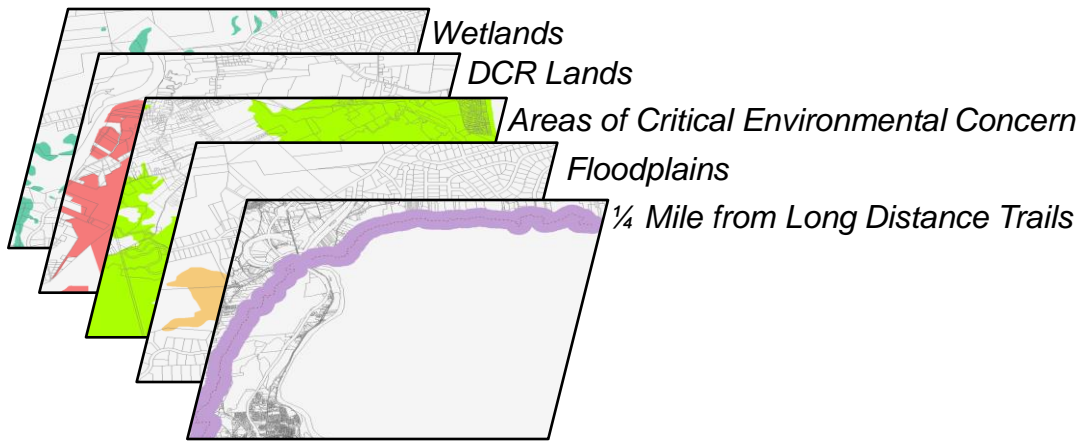 Wetlands
DCR Lands
Areas of Critical Environmental Concern
Floodplains
¼ Mile from Long Distance Trails